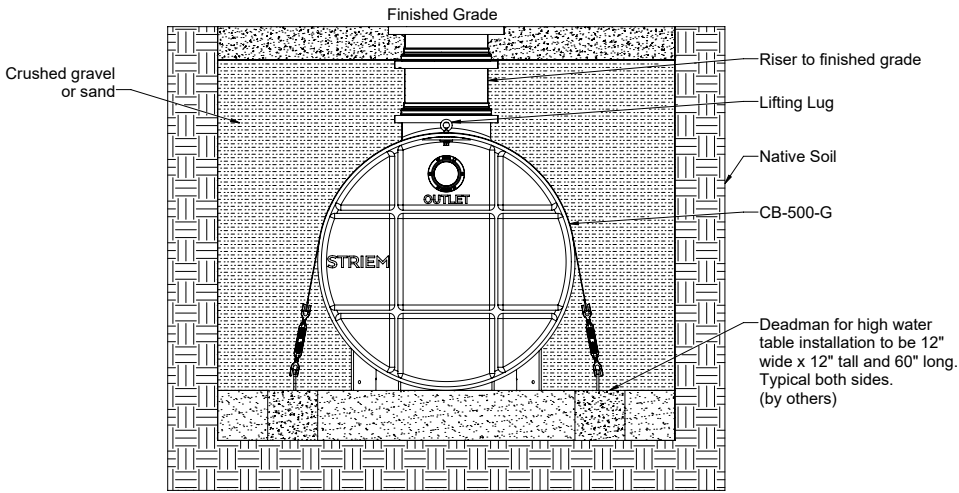 Finished Grade
Crushed gravel
or sand
Riser to finished grade
Lifting Lug
Native Soil
OUTLET
CB-500-G
STRIEM
Deadman for high water
table installation to be 12"
wide x 12" tall and 60" long.
Typical both sides.
(by others)